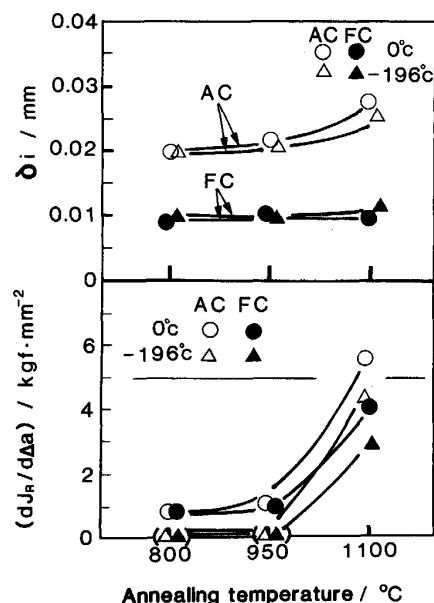 0.04
AC FC
0°c
-196°c
0.03
AC
0.02
FC
0.01
0
δi / mm
AC FC
0°c
-196°c
6
4
2
0
(dJR/dΔa) / kgf·mm-2
800 950 1100
Annealing temperature / °C